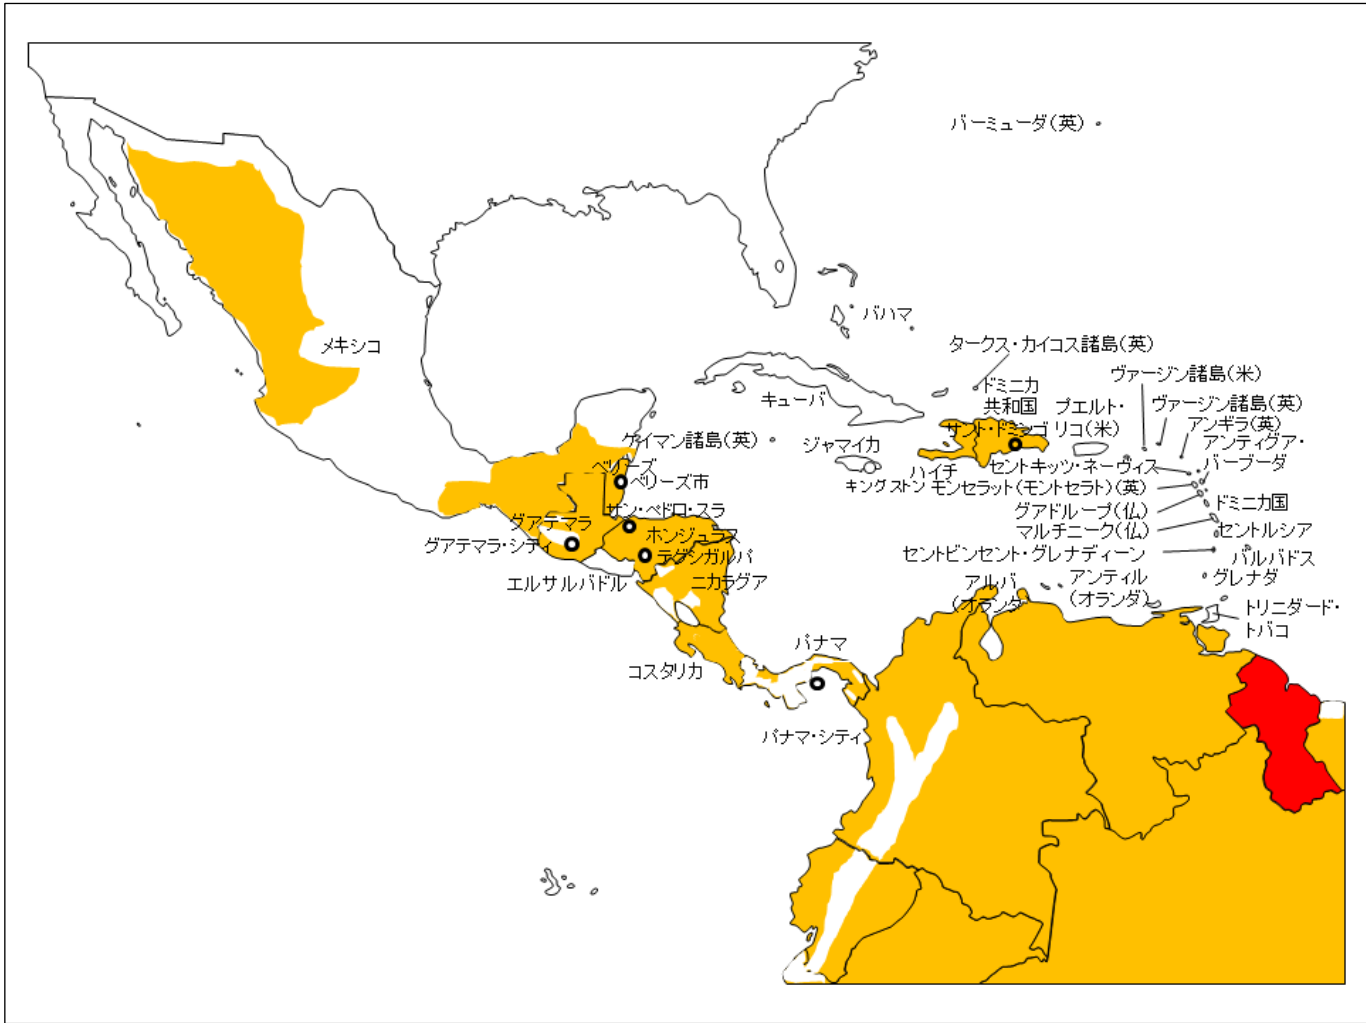 バーミューダ(英)
バハマ
タークス・カイコス諸島(英)
メキシコ
ヴァージン諸島(米)
ドミニカ
共和国
キューバ
プエルト・
リコ(米)
ヴァージン諸島(英)
アンギラ(英)
サント・ドミンゴ
ケイマン諸島(英)
ジャマイカ
アンティグア・
バーブーダ
ベリーズ
ハイチ
セントキッツ・ネーヴィス
ベリーズ市
キングストン
モンセラット(モントセラト)(英)
サン・ペドロ・スラ
グアドループ(仏)
ドミニカ国
グアテマラ
ホンジュラス
マルチニーク(仏)
セントルシア
グアテマラ・シティ
テグシガルパ
セントビンセント・グレナディーン
バルバドス
エルサルバドル
ニカラグア
アルバ
(オランダ
アンティル
(オランダ)
グレナダ
トリニダード・
トバコ
パナマ
コスタリカ
パナマ・シティ